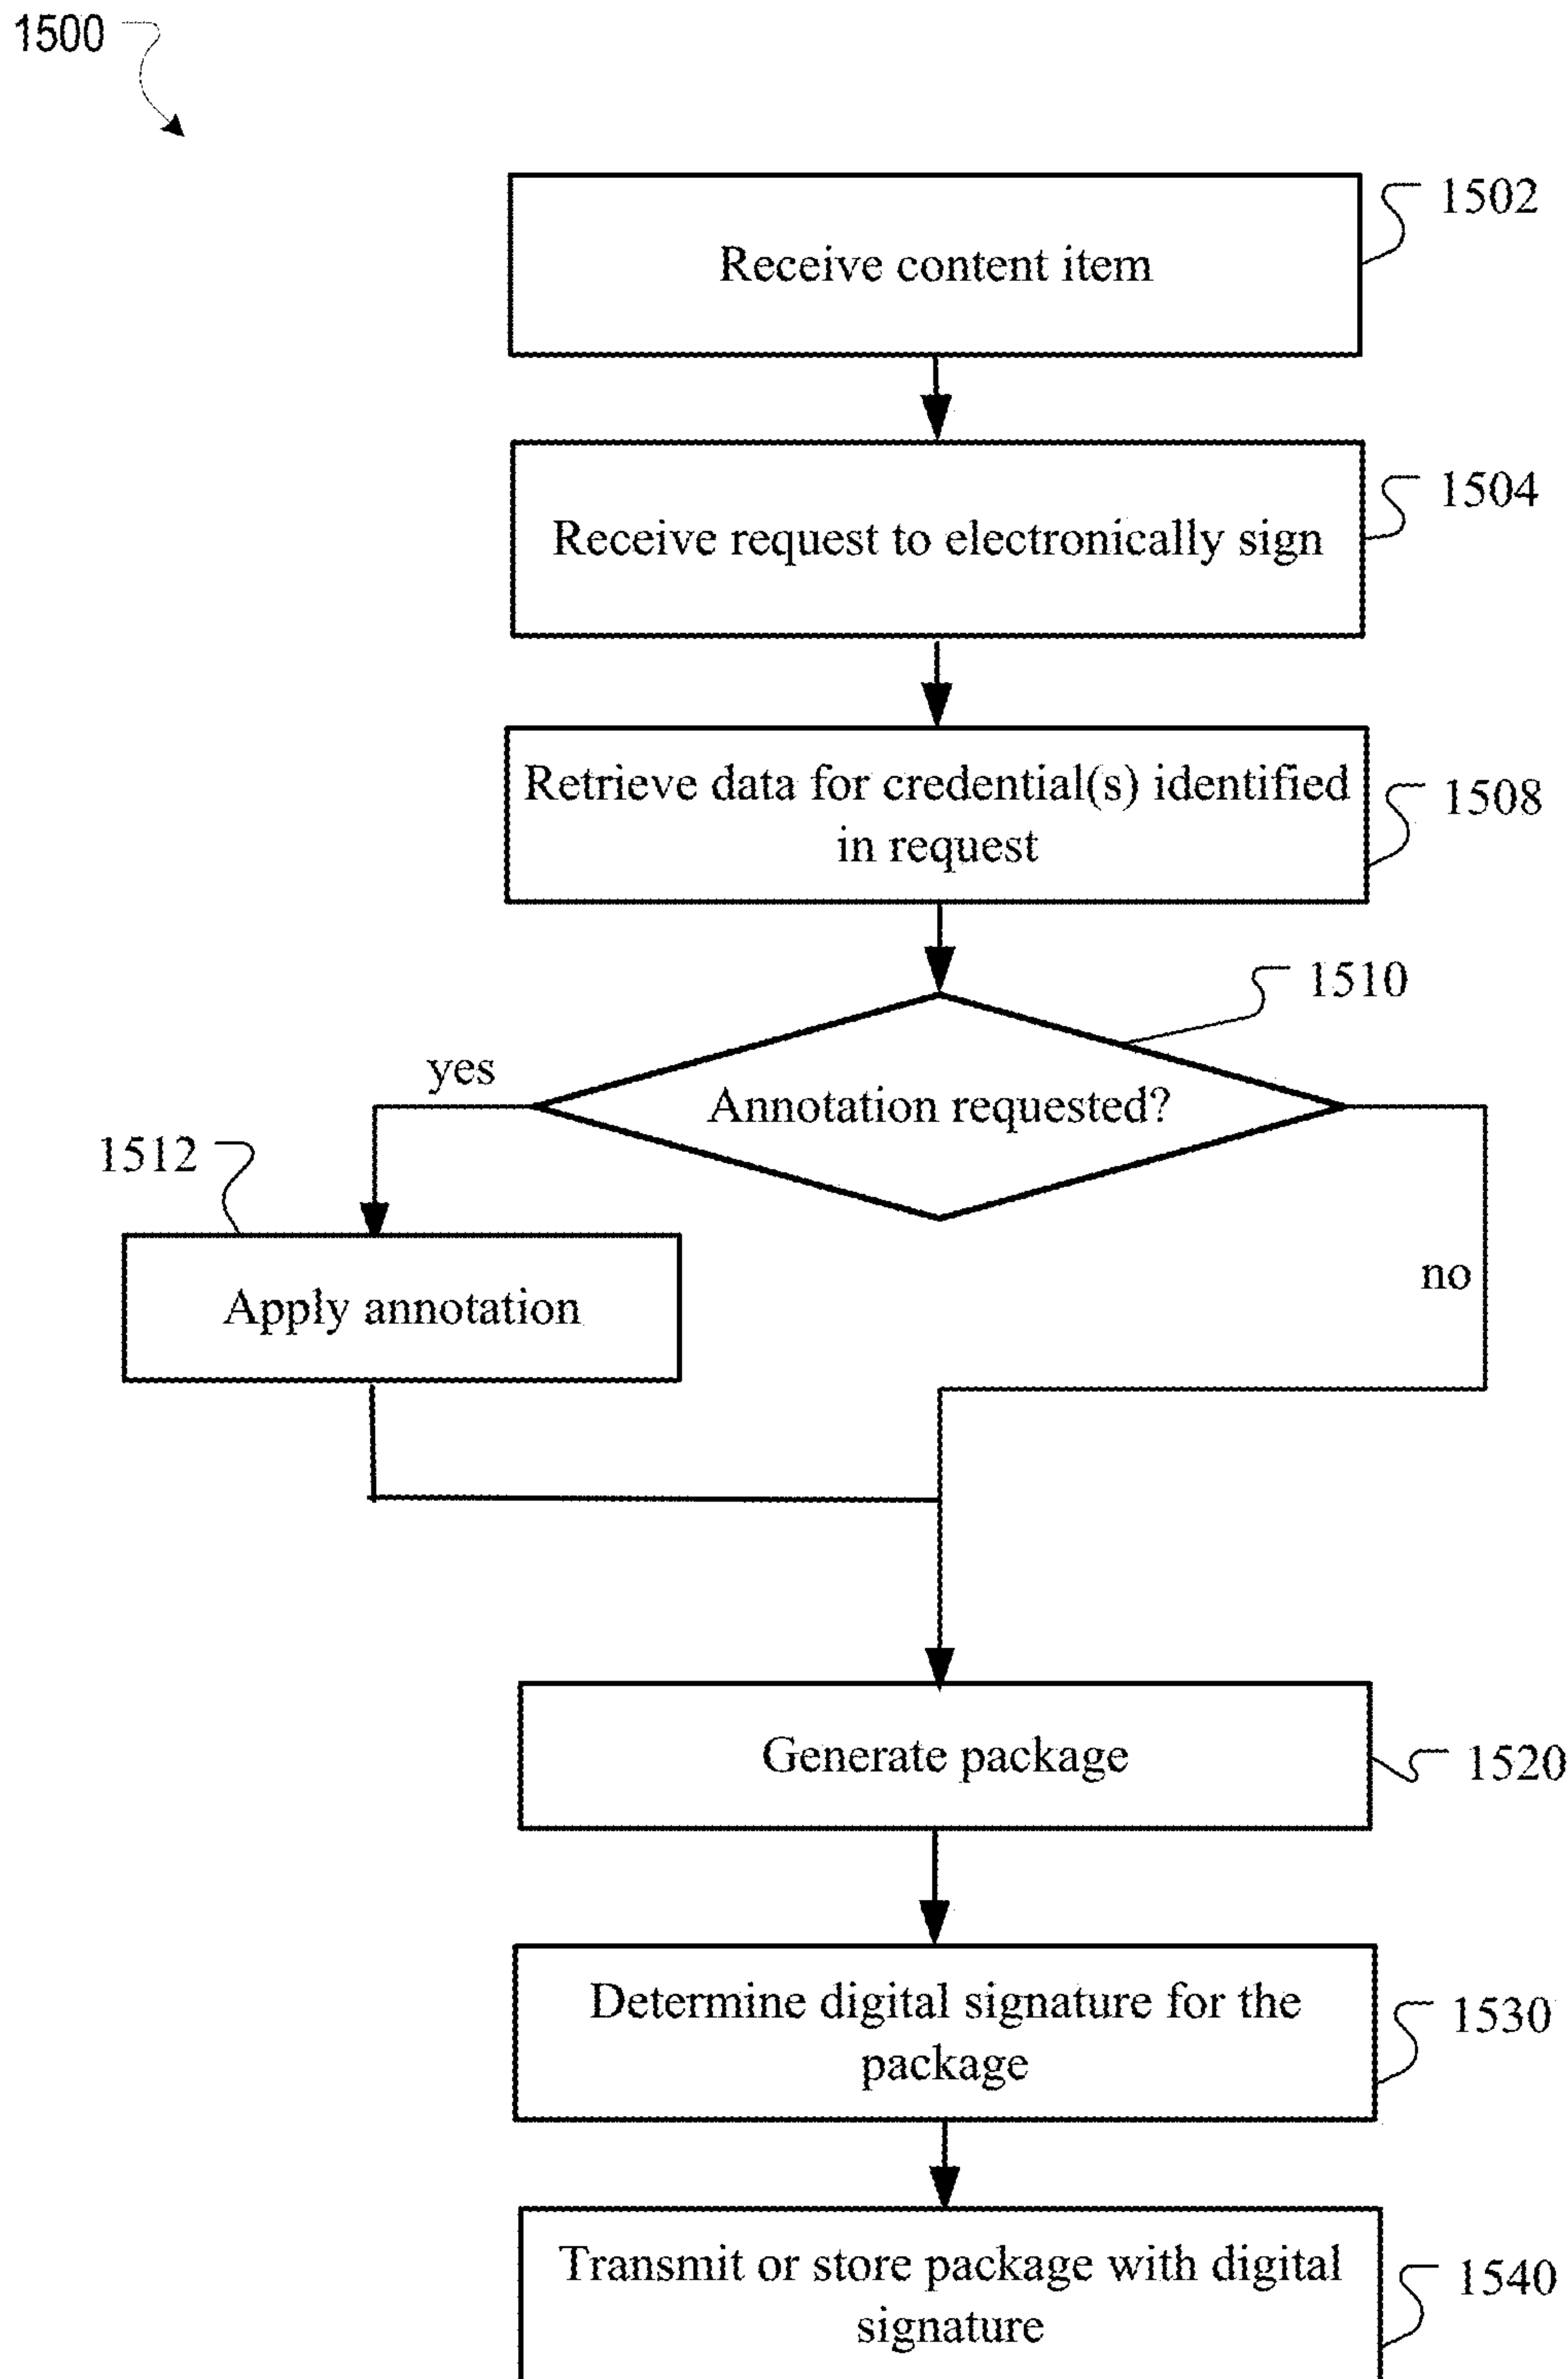 1500
1502
Receive content item
1504
Receive request to electronically sign
Retrieve data for credential(s) identified
in request
1508
1510
yes
Annotation requested?
1512
Apply annotation
no
Generate package
1520
Determine digital signature for the
package
1530
Transmit or store package with digital
signature
1540